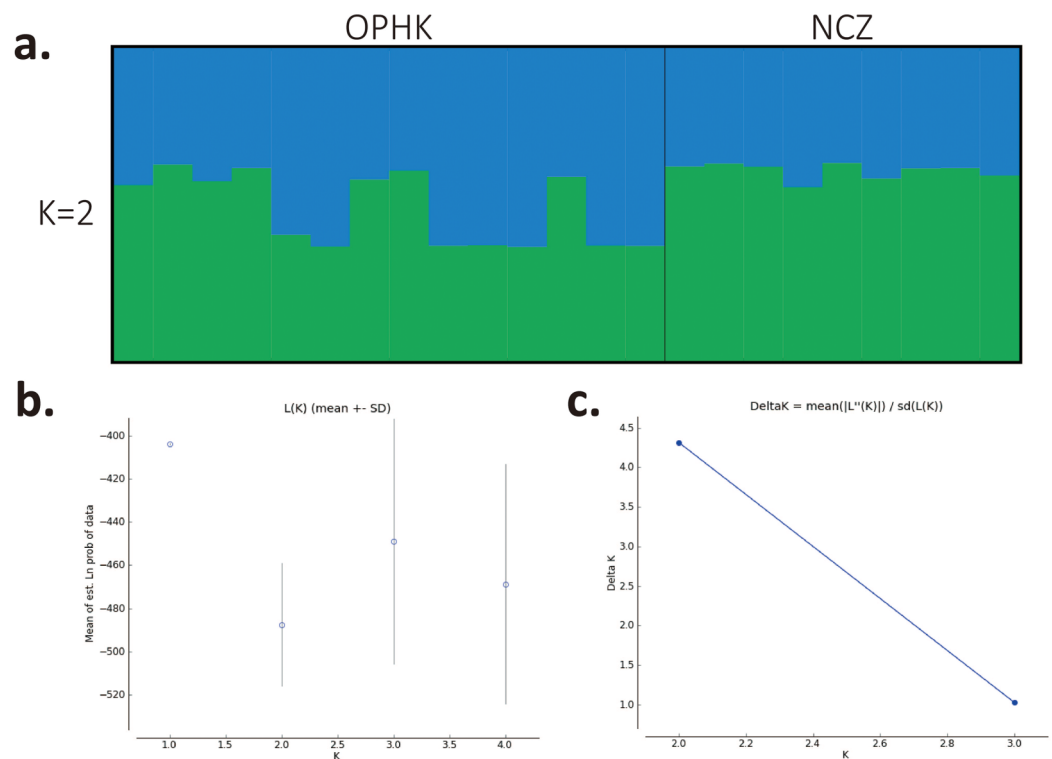 a.
OPHK NCZ
K=2
b.
L(K) (mean +- SD)
Mean of est. Ln prob of data
−400
−420
−440
−460
−480
−500
−520
1.0 1.5 2.0 2.5 3.0 3.5 4.0
K
c.
DeltaK = mean(|L''(K)|) / sd(L(K))
Delta K
4.5
4.0
3.5
3.0
2.5
2.0
1.5
1.0
2.0 2.2 2.4 2.6 2.8 3.0
K